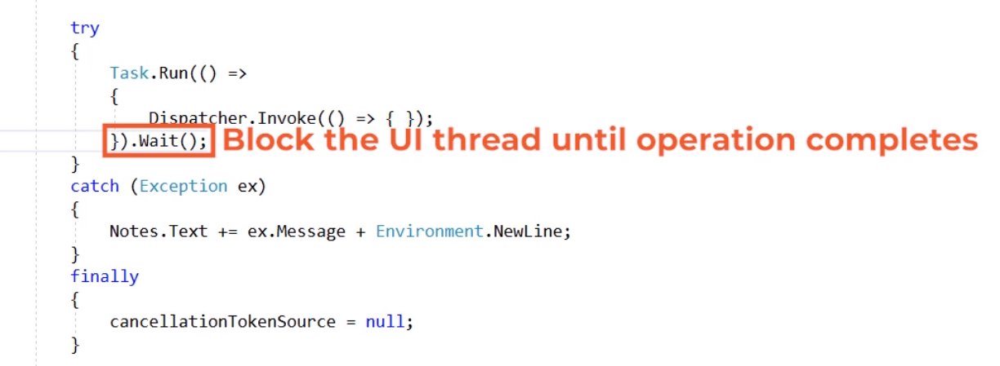 try
{
Task.Run(() =>
{
Dispatcher.Invoke(() => { });
}).Wait(); Block the UI thread until operation completes
}
catch (Exception ex)
{
Notes.Text += ex.Message + Environment.NewLine;
}
finally
{
cancellationTokenSource = null;
}